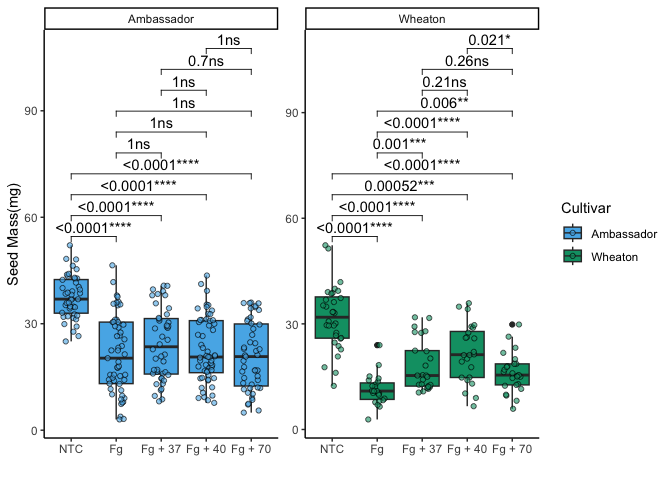 Ambassador
Wheaton
1ns
0.7ns
1ns
1ns
1ns
1ns
<0.0001****
<0.0001****
<0.0001****
<0.0001****
0.021*
0.26ns
0.21ns
0.006**
<0.0001****
0.001***
<0.0001****
0.00052***
<0.0001****
<0.0001****
Seed Mass(mg)
90
60
30
0
90
60
30
0
NTC Fg Fg + 37 Fg + 40 Fg + 70
NTC Fg Fg + 37 Fg + 40 Fg + 70
Cultivar
Ambassador
Wheaton